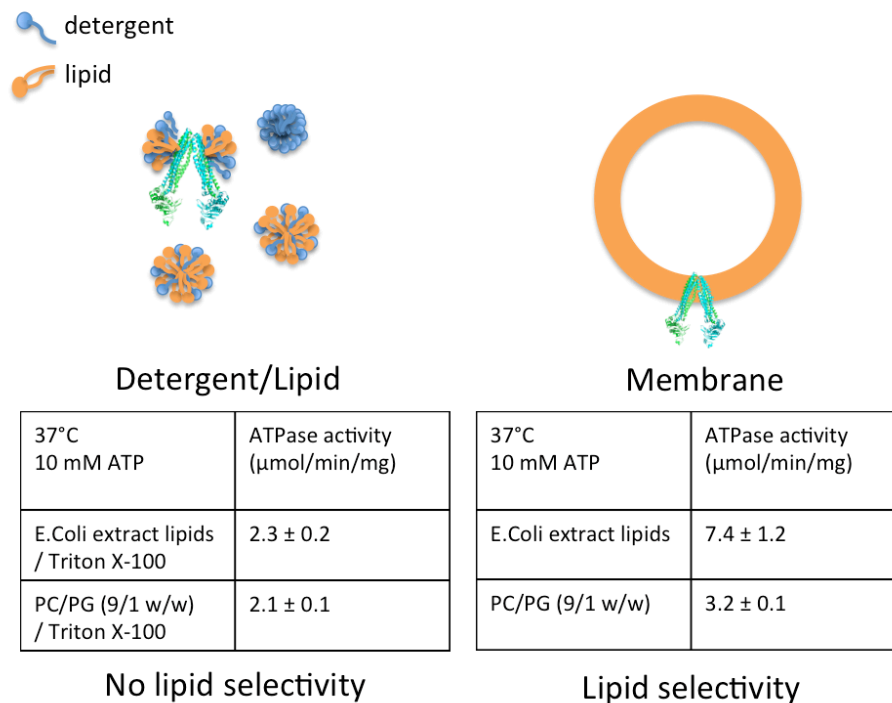 detergent
lipid
Detergent/Lipid
37°C
10 mM ATP
ATPase activity
(µmol/min/mg)
E.Coli extract lipids
/ Triton X-100
2.3 ± 0.2
PC/PG (9/1 w/w)
/ Triton X-100
2.1 ± 0.1
No lipid selectivity
Membrane
37°C
10 mM ATP
ATPase activity
(µmol/min/mg)
E.Coli extract lipids
7.4 ± 1.2
PC/PG (9/1 w/w)
3.2 ± 0.1
Lipid selectivity